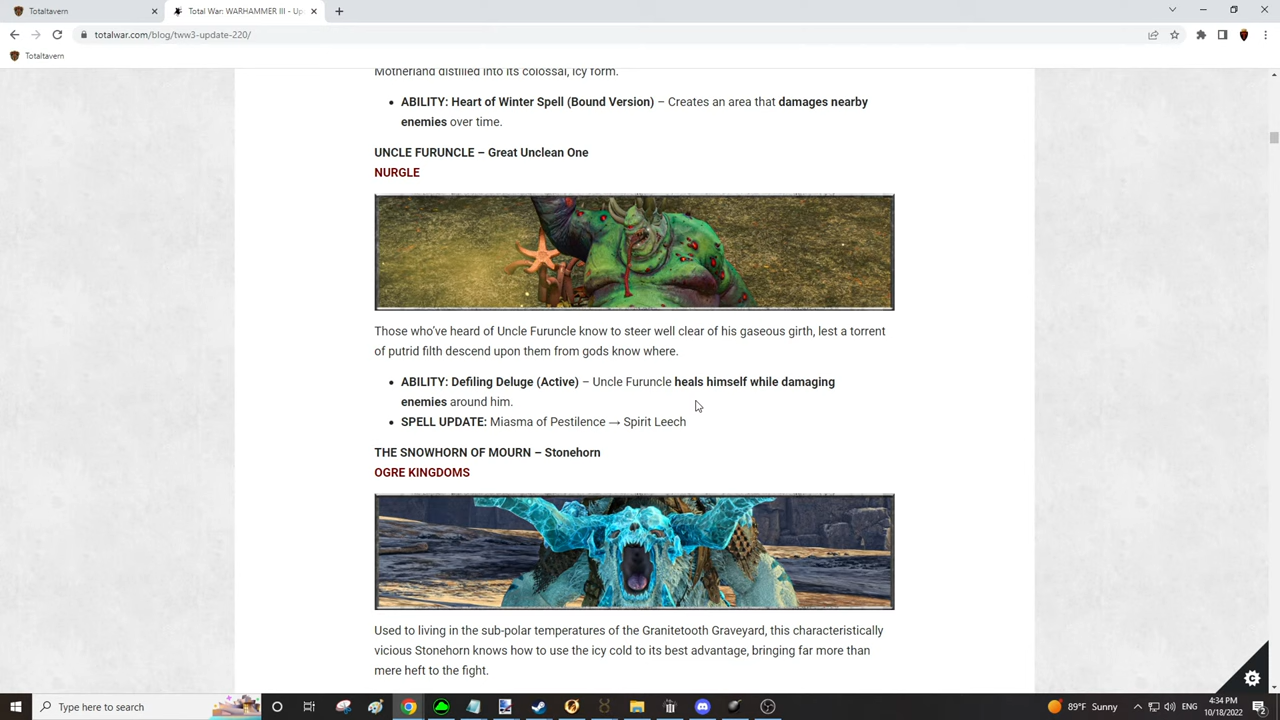 Totaltavern
Total War: WARHAMMER III - Up
totalwar.com/blog/tww3-update-220/
Totaltavern
Motherland distilled into its colossal, icy form.
• ABILITY: Heart of Winter Spell (Bound Version) – Creates an area that damages nearby
enemies over time.
UNCLE FURUNCLE – Great Unclean One
NURGLE
Those who've heard of Uncle Furuncle know to steer well clear of his gaseous girth, lest a torrent
of putrid filth descend upon them from gods know where.
• ABILITY: Defiling Deluge (Active) – Uncle Furuncle heals himself while damaging
enemies around him.
• SPELL UPDATE: Miasma of Pestilence → Spirit Leech
THE SNOWHORN OF MOURN – Stonehorn
OGRE KINGDOMS
Used to living in the sub-polar temperatures of the Granitetooth Graveyard, this characteristically
vicious Stonehorn knows how to use the icy cold to its best advantage, bringing far more than
mere heft to the fight.
Type here to search
89°F Sunny
ENG
4:34 PM
10/18/2022
2